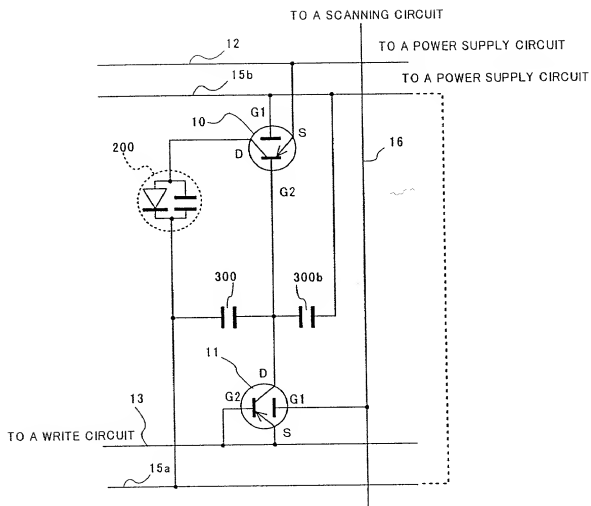 TO A SCANNING CIRCUIT
12
TO A POWER SUPPLY CIRCUIT
15b
TO A POWER SUPPLY CIRCUIT
G1
10
S
D
16
200
G2
300
300b
11
D
G2
G1
13
S
TO A WRITE CIRCUIT
15a